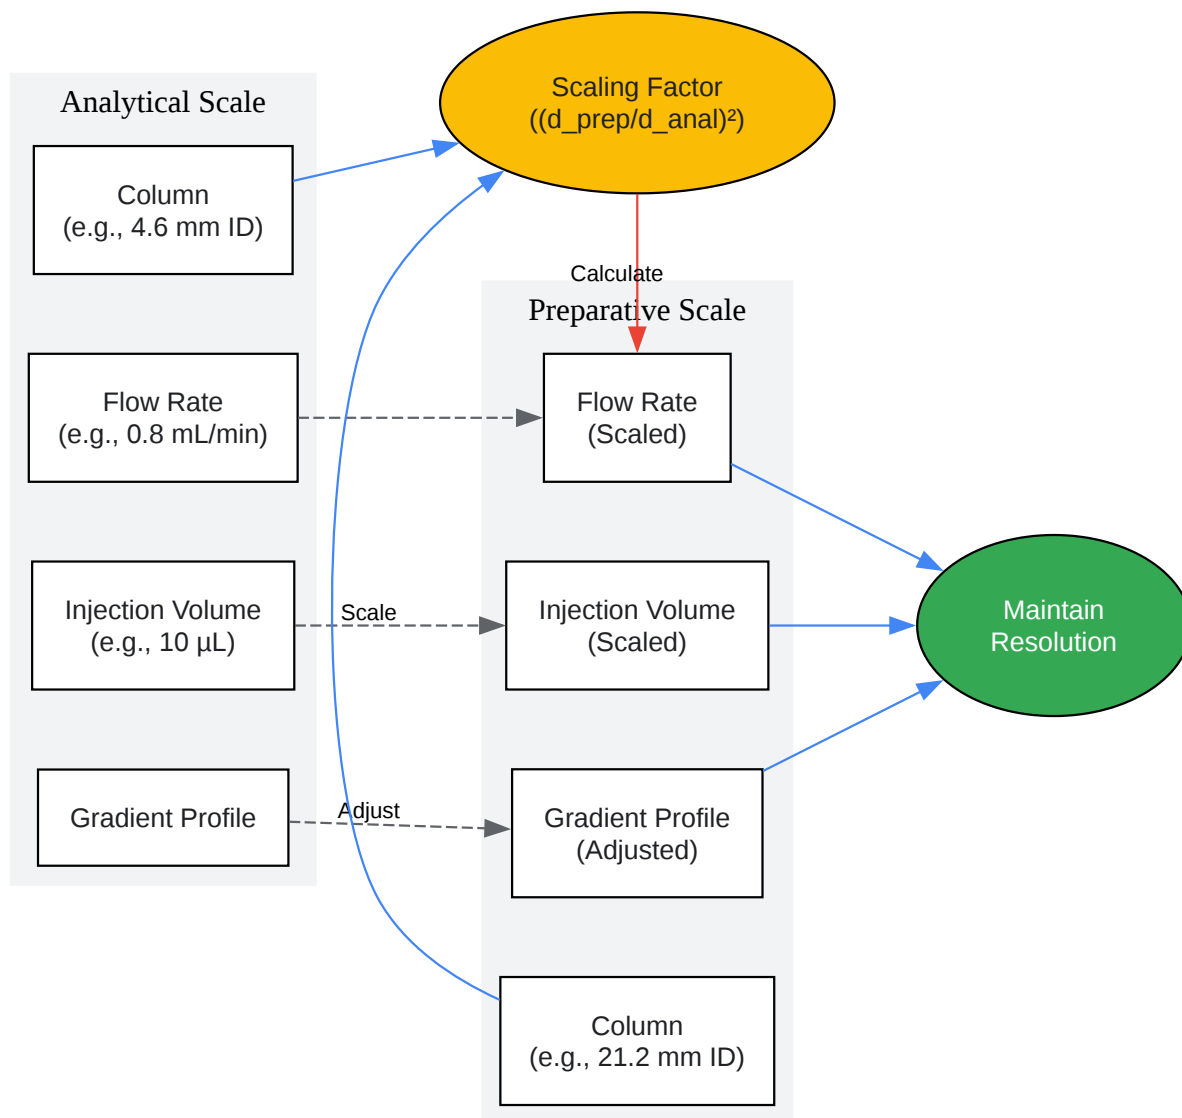 Scaling Factor
((d_prep/d_anal)²)
Analytical Scale
Column
(e.g., 4.6 mm ID)
Calculate
Preparative Scale
Flow Rate
(e.g., 0.8 mL/min)
Flow Rate
(Scaled)
Injection Volume
(e.g., 10 µL)
Scale
Injection Volume
(Scaled)
Maintain
Resolution
Gradient Profile
Adjust
Gradient Profile
(Adjusted)
Column
(e.g., 21.2 mm ID)